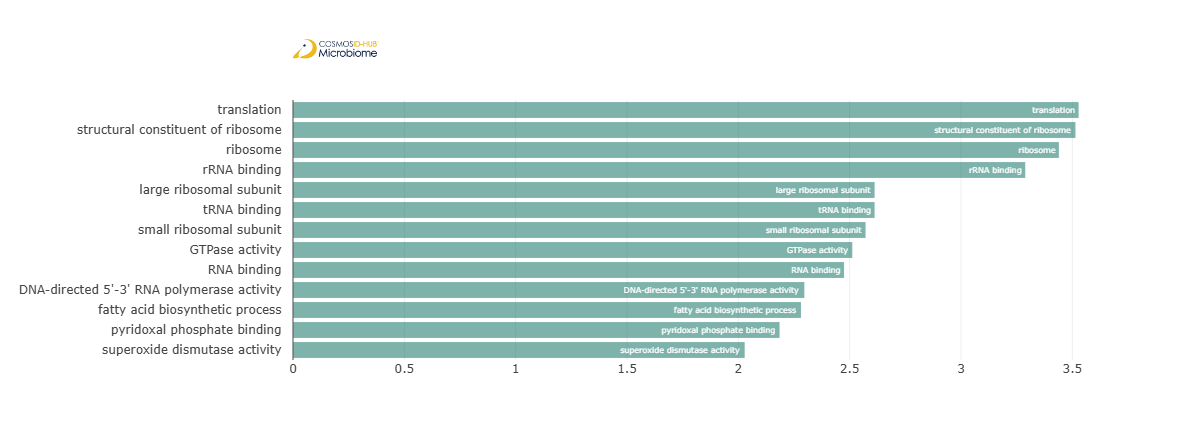 COSMOSID-HUB
Microbiome
translation translation
structural constituent of ribosome structural constituent of ribosome
ribosome ribosome
rRNA binding rRNA binding
large ribosomal subunit large ribosomal subunit
tRNA binding tRNA binding
small ribosomal subunit small ribosomal subunit
GTPase activity GTPase activity
RNA binding RNA binding
DNA-directed 5'-3' RNA polymerase activity DNA-directed 5'-3' RNA polymerase activity
fatty acid biosynthetic process fatty acid biosynthetic process
pyridoxal phosphate binding pyridoxal phosphate binding
superoxide dismutase activity superoxide dismutase activity
0 0.5 1 1.5 2 2.5 3 3.5